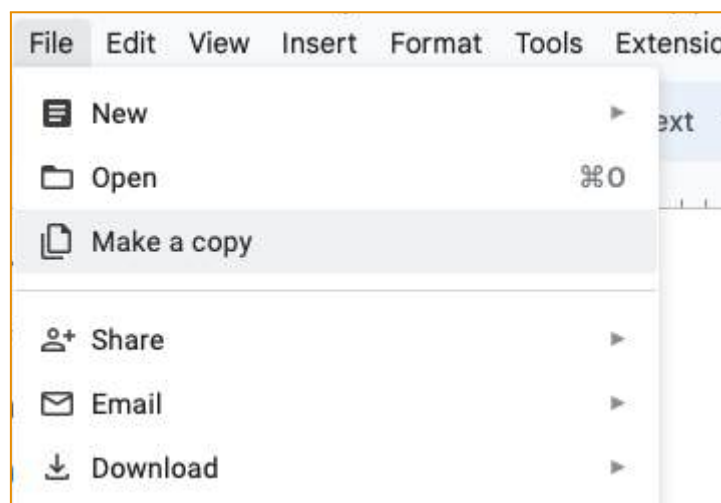 File Edit View Insert Format Tools
New
Open ⌘O
Make a copy
Share
Email
Download